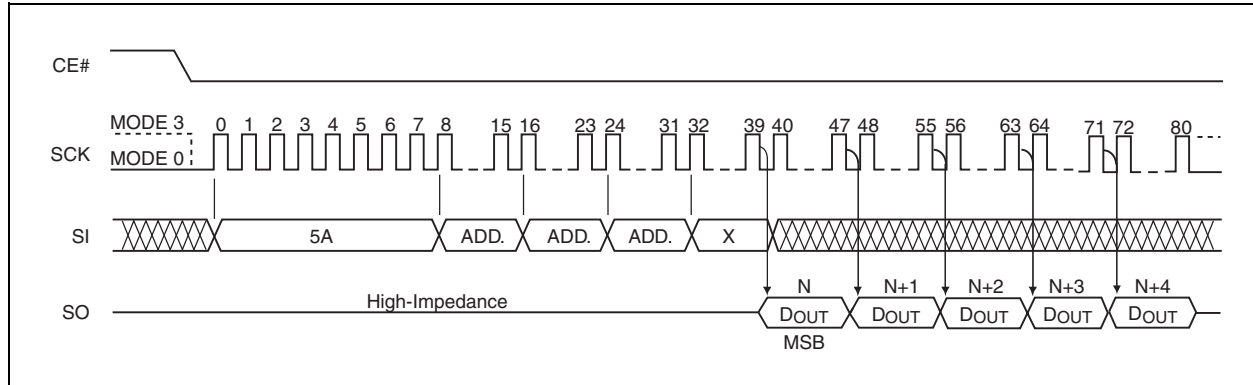 CE#
MODE 3
0 1 2 3 4 5 6 7 8 15 16 23 24 31 32 39 40 47 48 55 56 63 64 71 72 80
SCK
MODE 0
SI
5A ADD. ADD. ADD. X
N N+1 N+2 N+3 N+4
High-Impedance
SO
DOUT DOUT DOUT DOUT DOUT
MSB